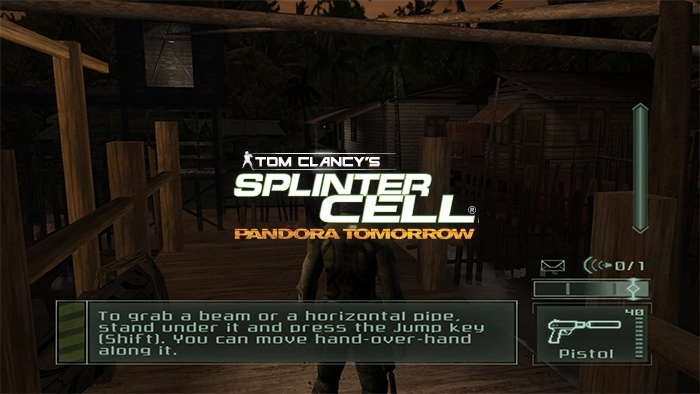 TOM CLANCY'S
SPLINTER
CELL®
PANDORA TOMORROW
0/1
To grab a beam or a horizontal pipe,
stand under it and press the Jump key
(Shift). You can move hand-over-hand
along it.
40
Pistol